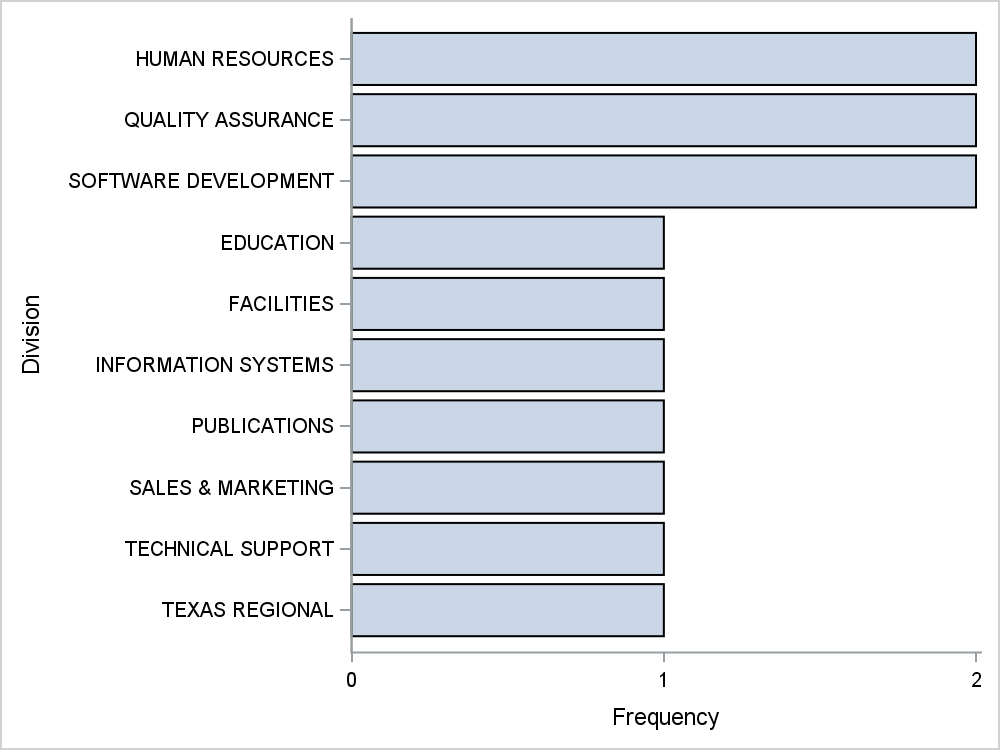 HUMAN RESOURCES
QUALITY ASSURANCE
SOFTWARE DEVELOPMENT
EDUCATION
FACILITIES
INFORMATION SYSTEMS
PUBLICATIONS
SALES & MARKETING
TECHNICAL SUPPORT
TEXAS REGIONAL
Division
0 1 2
Frequency